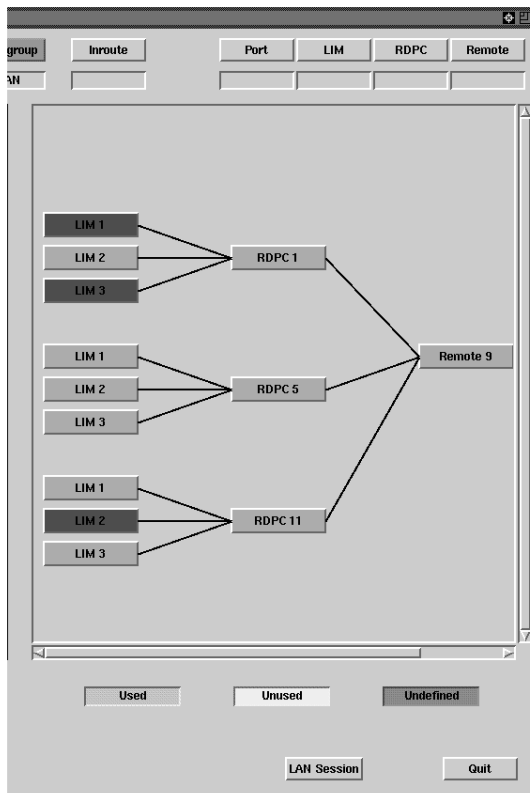 group Inroute Port LIM RDPC Remote
AN
LIM 1
LIM 2 RDPC 1
LIM 3
LIM 1 Remote 9
LIM 2 RDPC 5
LIM 3
LIM 1
LIM 2 RDPC 11
LIM 3
Used Unused Undefined
LAN Session Quit